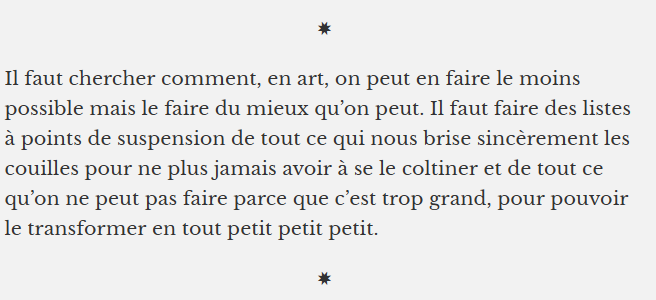 ✷
Il faut chercher comment, en art, on peut en faire le moins
possible mais le faire du mieux qu’on peut. Il faut faire des listes
à points de suspension de tout ce qui nous brise sincèrement les
couilles pour ne plus jamais avoir à se le coltiner et de tout ce
qu’on ne peut pas faire parce que c’est trop grand, pour pouvoir
le transformer en tout petit petit petit.
✷